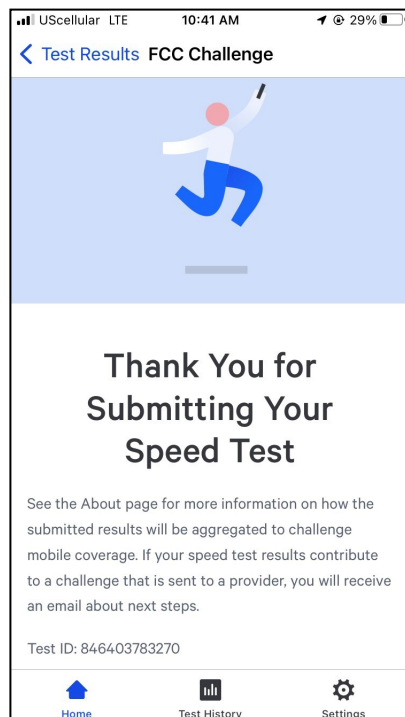 UScellular LTE 10:41 AM 29%
Test Results FCC Challenge
Thank You for
Submitting Your
Speed Test
See the About page for more information on how the
submitted results will be aggregated to challenge
mobile coverage. If your speed test results contribute
to a challenge that is sent to a provider, you will receive
an email about next steps.
Test ID: 846403783270
Home Test History Settings